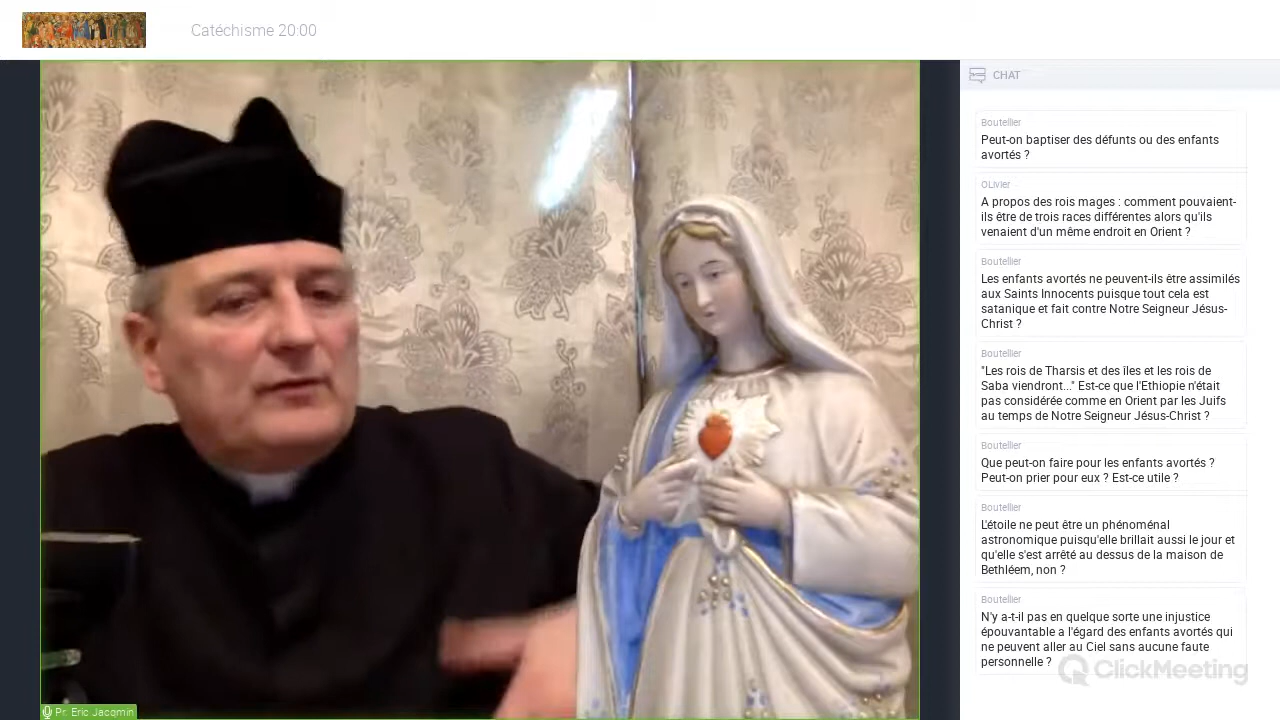 Catéchisme 20:00
CHAT
Boutellier
Peut-on baptiser des défunts ou des enfants
avortés ?
OLivier
A propos des rois mages : comment pouvaient-
ils être de trois races différentes alors qu'ils
venaient d'un même endroit en Orient ?
Boutellier
Les enfants avortés ne peuvent-ils être assimilés
aux Saints Innocents puisque tout cela est
satanique et fait contre Notre Seigneur Jésus-
Christ ?
Boutellier
"Les rois de Tharsis et des îles et les rois de
Saba viendront..." Est-ce que l'Ethiopie n'était
pas considérée comme en Orient par les Juifs
au temps de Notre Seigneur Jésus-Christ ?
Boutellier
Que peut-on faire pour les enfants avortés ?
Peut-on prier pour eux ? Est-ce utile ?
Boutellier
L'étoile ne peut être un phénoménal
astronomique puisqu'elle brillait aussi le jour et
qu'elle s'est arrêté au dessus de la maison de
Bethléem, non ?
Boutellier
N'y a-t-il pas en quelque sorte une injustice
épouvantable a l'égard des enfants avortés qui
ne peuvent aller au Ciel sans aucune faute
personnelle ?
ClickMeeting
Pr. Eric Jacqmin